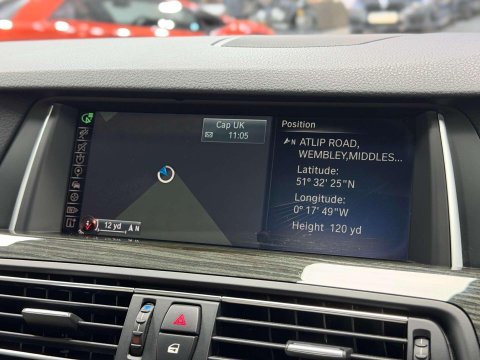 Cap UK
11:05
Position
N ATLIP ROAD,
WEMBLEY,MIDDLES...
Latitude:
51° 32' 25"N
Longitude:
0° 17' 49"W
Height 120 yd
12 yd N